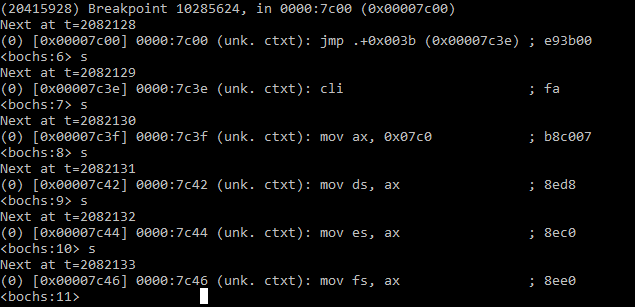 (20415928) Breakpoint 10285624, in 0000:7c00 (0x00007c00)
Next at t=2082128
(0) [0x00007c00] 0000:7c00 (unk. ctxt): jmp .+0x003b (0x00007c3e) ; e93b00
<bochs:6> s
Next at t=2082129
(0) [0x00007c3e] 0000:7c3e (unk. ctxt): cli                       ; fa
<bochs:7> s
Next at t=2082130
(0) [0x00007c3f] 0000:7c3f (unk. ctxt): mov ax, 0x07c0            ; b8c007
<bochs:8> s
Next at t=2082131
(0) [0x00007c42] 0000:7c42 (unk. ctxt): mov ds, ax                ; 8ed8
<bochs:9> s
Next at t=2082132
(0) [0x00007c44] 0000:7c44 (unk. ctxt): mov es, ax                ; 8ec0
<bochs:10> s
Next at t=2082133
(0) [0x00007c46] 0000:7c46 (unk. ctxt): mov fs, ax                ; 8ee0
<bochs:11>